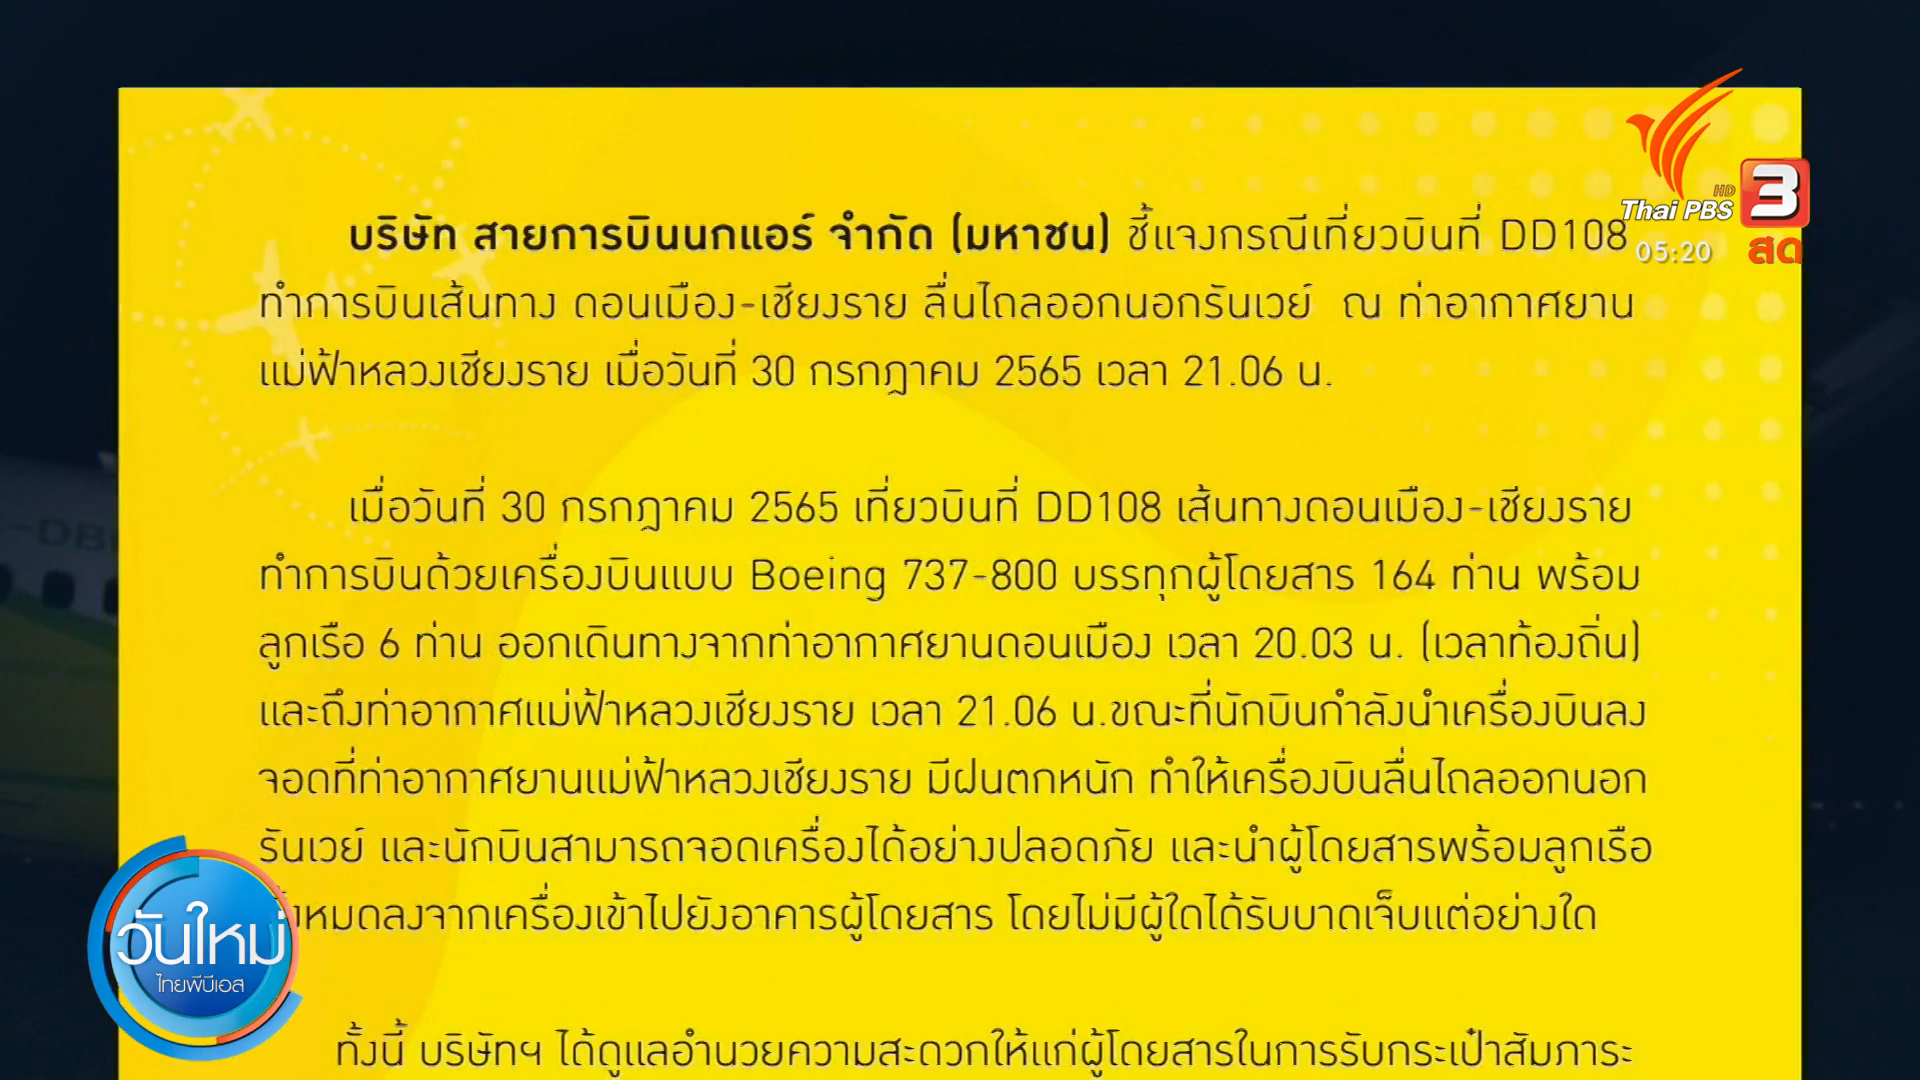 บริษัท สายการบินนกแอร์ จำกัด (มหาชน) ชี้แจงกรณีเที่ยวบินที่ DD108
ทำการบินเส้นทาง ดอนเมือง-เชียงราย ลื่นไถลออกนอกรันเวย์ ณ ท่าอากาศยาน
แม่ฟ้าหลวงเชียงราย เมื่อวันที่ 30 กรกฎาคม 2565 เวลา 21.06 น.
เมื่อวันที่ 30 กรกฎาคม 2565 เที่ยวบินที่ DD108 เส้นทางดอนเมือง-เชียงราย
ทำการบินด้วยเครื่องบินแบบ Boeing 737-800 บรรทุกผู้โดยสาร 164 ท่าน พร้อม
ลูกเรือ 6 ท่าน ออกเดินทางจากท่าอากาศยานดอนเมือง เวลา 20.03 น. (เวลาท้องถิ่น)
และถึงท่าอากาศแม่ฟ้าหลวงเชียงราย เวลา 21.06 น.ขณะที่นักบินกำลังนำเครื่องบินลง
จอดที่ท่าอากาศยานแม่ฟ้าหลวงเชียงราย มีฝนตกหนัก ทำให้เครื่องบินลื่นไถลออกนอก
รันเวย์ และนักบินสามารถจอดเครื่องได้อย่างปลอดภัย และนำผู้โดยสารพร้อมลูกเรือ
ทั้งหมดลงจากเครื่องเข้าไปยังอาคารผู้โดยสาร โดยไม่มีผู้ใดได้รับบาดเจ็บแต่อย่างใด
ทั้งนี้ บริษัทฯ ได้ดูแลอำนวยความสะดวกให้แก่ผู้โดยสารในการรับกระเป๋าสัมภาระ
Thai PBS HD 3
05:20 สด
วันใหม่
ไทยพีบีเอส